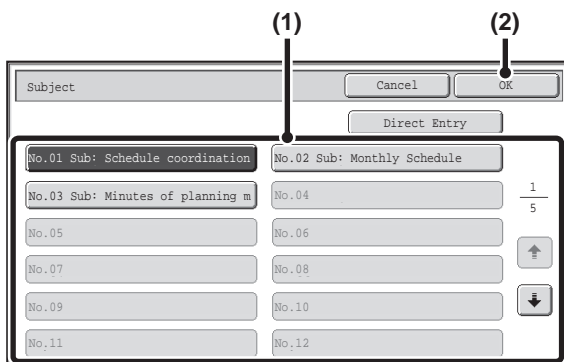 (1) (2)
Subject Cancel OK
Direct Entry
No.01 Sub: Schedule coordination No.02 Sub: Monthly Schedule
No.03 Sub: Minutes of planning m No.04
1
5
No.05 No.06
No.07 No.08
No.09 No.10
No.11 No.12